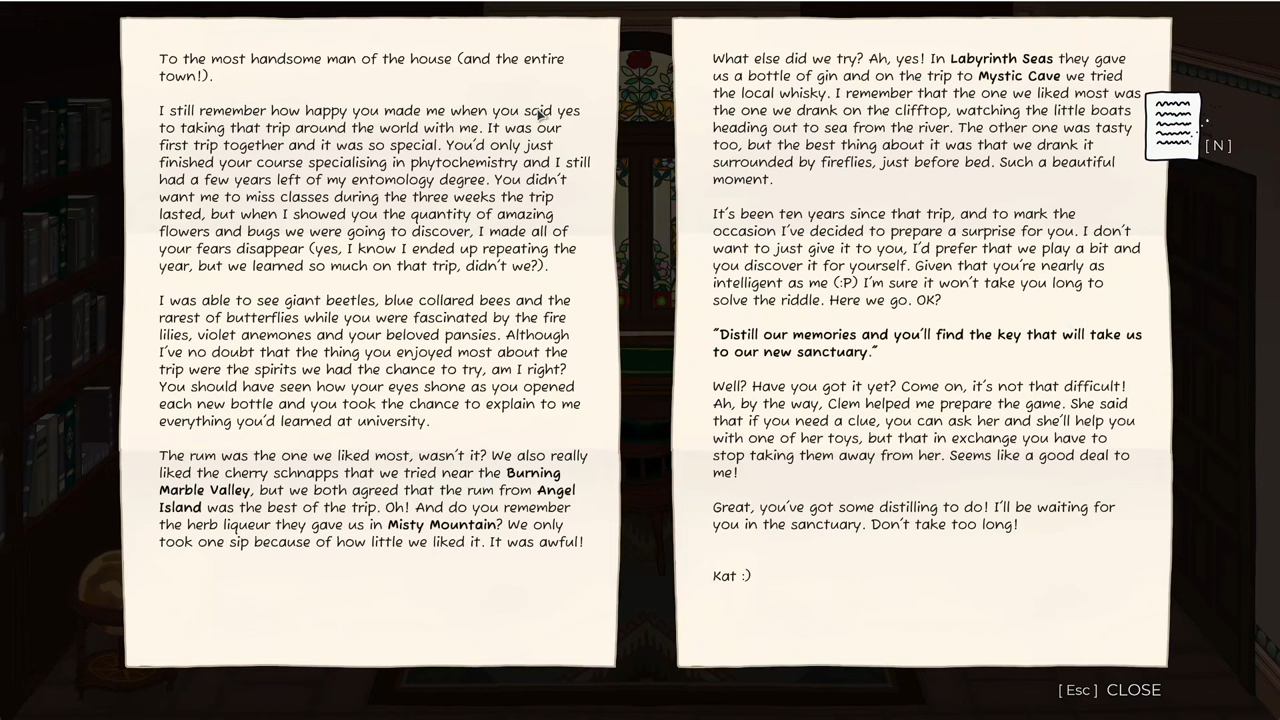 To the most handsome man of the house (and the entire
town!).
I still remember how happy you made me when you said yes
to taking that trip around the world with me. It was our
first trip together and it was so special. You'd only just
finished your course specialising in phytochemistry and I still
had a few years left of my entomology degree. You didn't
want me to miss classes during the three weeks the trip
lasted, but when I showed you the quantity of amazing
flowers and bugs we were going to discover, I made all of
your fears disappear (yes, I know I ended up repeating the
year, but we learned so much on that trip, didn't we?).
I was able to see giant beetles, blue collared bees and the
rarest of butterflies while you were fascinated by the fire
lilies, violet anemones and your beloved pansies. Although
I've no doubt that the thing you enjoyed most about the
trip were the spirits we had the chance to try, am I right?
You should have seen how your eyes shone as you opened
each new bottle and you took the chance to explain to me
everything you'd learned at university.
The rum was the one we liked most, wasn't it? We also really
liked the cherry schnapps that we tried near the Burning
Marble Valley, but we both agreed that the rum from Angel
Island was the best of the trip. Oh! And do you remember
the herb liqueur they gave us in Misty Mountain? We only
took one sip because of how little we liked it. It was awful!
What else did we try? Ah, yes! In Labyrinth Seas they gave
us a bottle of gin and on the trip to Mystic Cave we tried
the local whisky. I remember that the one we liked most was
the one we drank on the clifftop, watching the little boats
heading out to sea from the river. The other one was tasty
too, but the best thing about it was that we drank it
surrounded by fireflies, just before bed. Such a beautiful
moment.
It's been ten years since that trip, and to mark the
occasion I've decided to prepare a surprise for you. I don't
want to just give it to you, I'd prefer that we play a bit and
you discover it for yourself. Given that you're nearly as
intelligent as me (:P) I'm sure it won't take you long to
solve the riddle. Here we go. OK?
"Distill our memories and you'll find the key that will take us
to our new sanctuary."
Well? Have you got it yet? Come on, it's not that difficult!
Ah, by the way, Clem helped me prepare the game. She said
that if you need a clue, you can ask her and she'll help you
with one of her toys, but that in exchange you have to
stop taking them away from her. Seems like a good deal to
me!
Great, you've got some distilling to do! I'll be waiting for
you in the sanctuary. Don't take too long!
Kat :)
[ N ]
[ Esc ] CLOSE